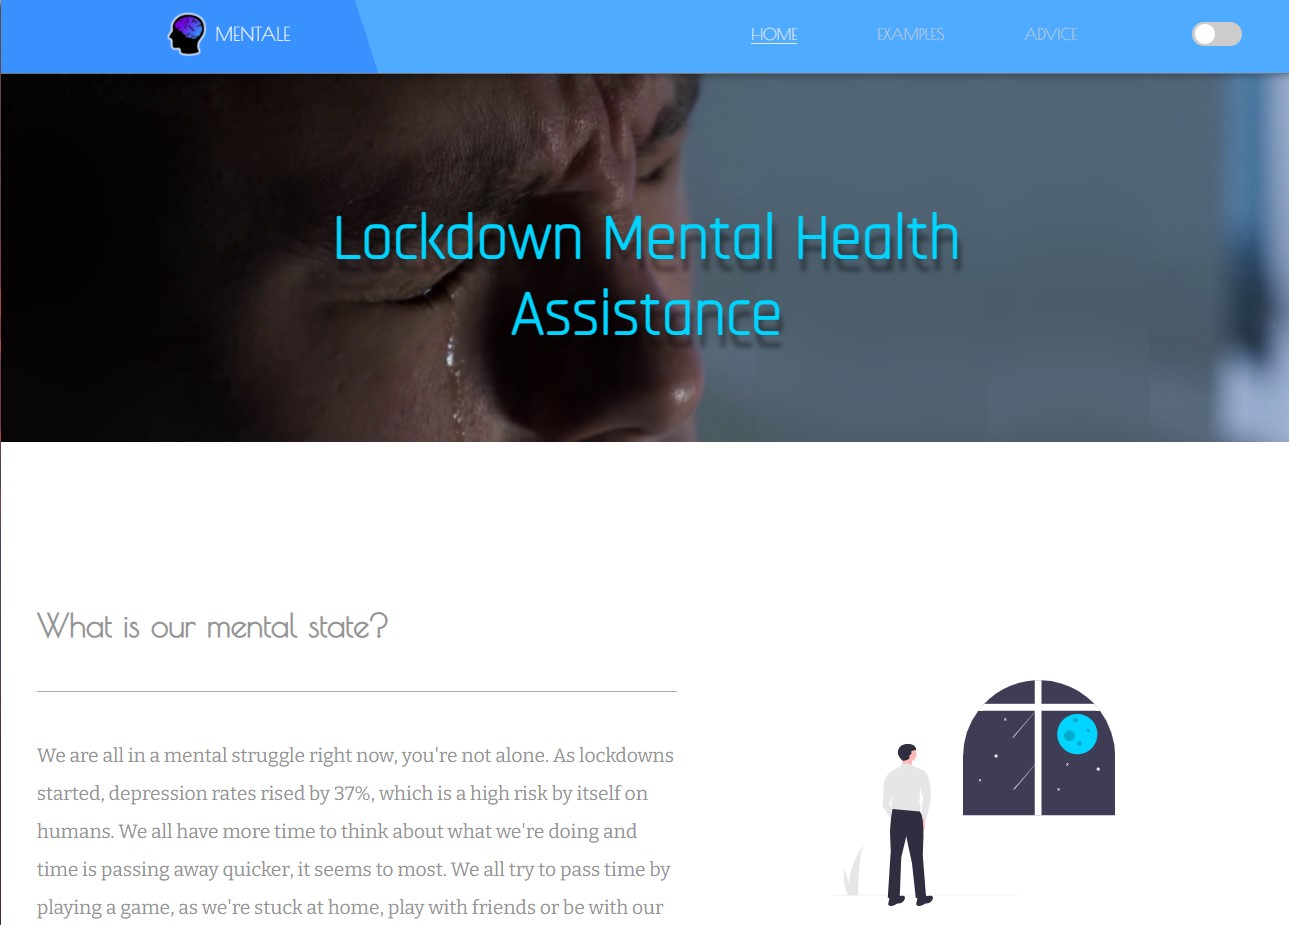 MENTALE
HOME
EXAMPLES
ADVICE
Lockdown Mental Health
Assistance
What is our mental state?
We are all in a mental struggle right now, you're not alone. As lockdowns
started, depression rates rised by 37%, which is a high risk by itself on
humans. We all have more time to think about what we're doing and
time is passing away quicker, it seems to most. We all try to pass time by
playing a game, as we're stuck at home, play with friends or be with our